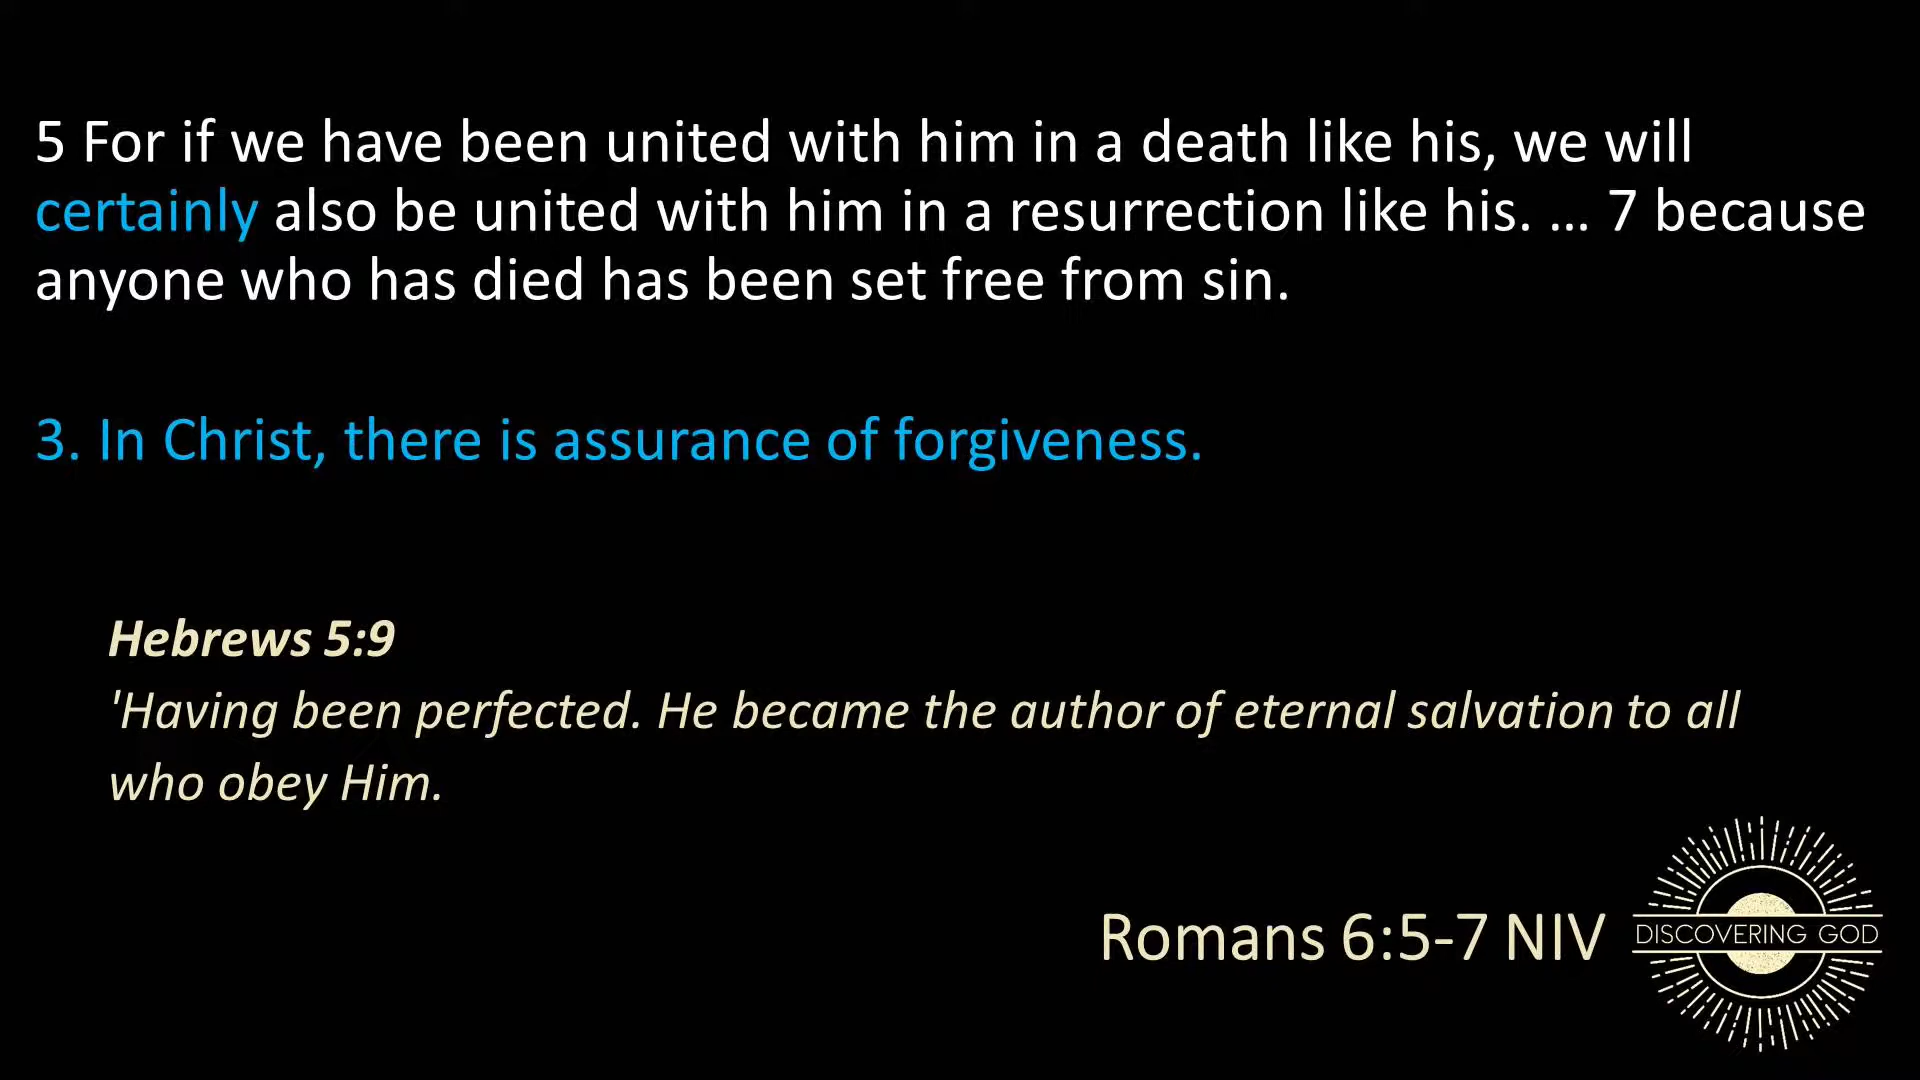 5 For if we have been united with him in a death like his, we will
certainly also be united with him in a resurrection like his. ... 7 because
anyone who has died has been set free from sin.
3. In Christ, there is assurance of forgiveness.
Hebrews 5:9
'Having been perfected. He became the author of eternal salvation to all
who obey Him.
Romans 6:5-7 NIV
DISCOVERING GOD